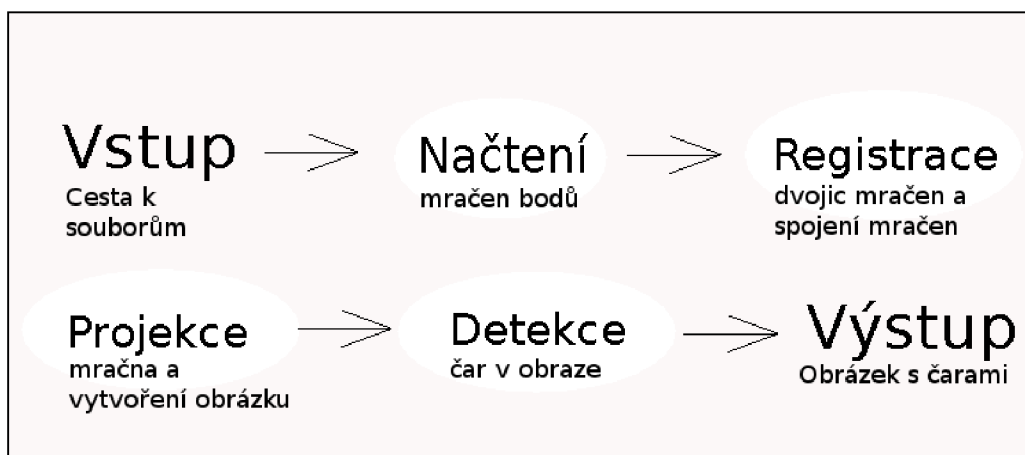 Vstup
Cesta k
souborům
Načtení
mračen bodů
Registrace
dvojic mračen a
spojení mračen
Projekce
mračna a
vytvoření obrázku
Detekce
čar v obraze
Výstup
Obrázek s čarami